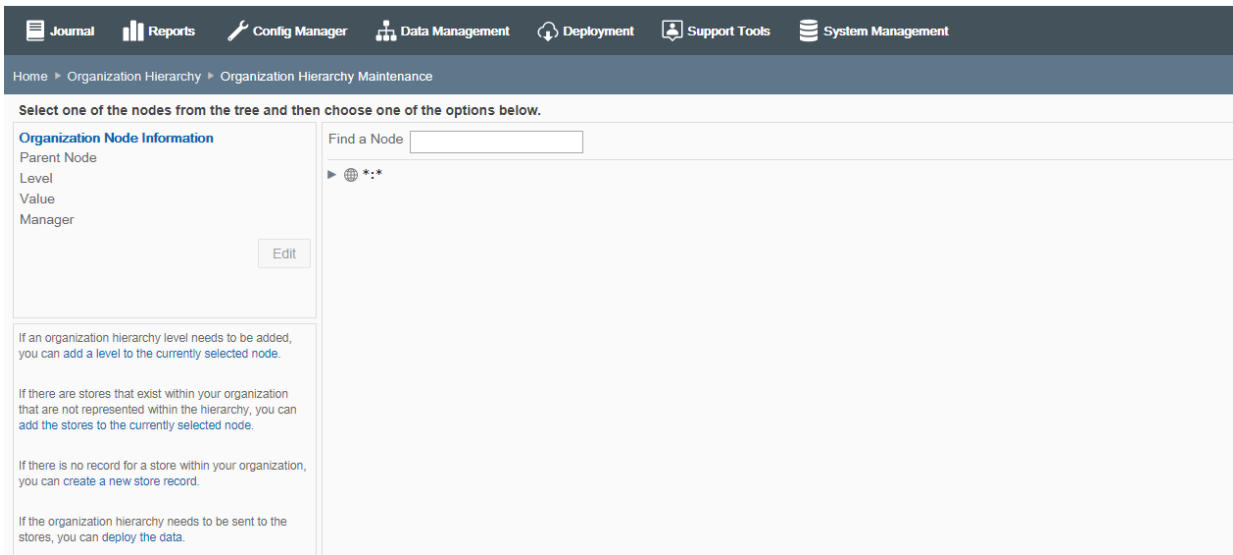 Journal Reports Config Manager Data Management Deployment Support Tools System Management
Home Organization Hierarchy Organization Hierarchy Maintenance
Select one of the nodes from the tree and then choose one of the options below.
Organization Node Information
Parent Node
Level
Value
Manager
Edit
Find a Node
*:*
If an organization hierarchy level needs to be added,
you can add a level to the currently selected node.
If there are stores that exist within your organization
that are not represented within the hierarchy, you can
add the stores to the currently selected node.
If there is no record for a store within your organization,
you can create a new store record.
If the organization hierarchy needs to be sent to the
stores, you can deploy the data.